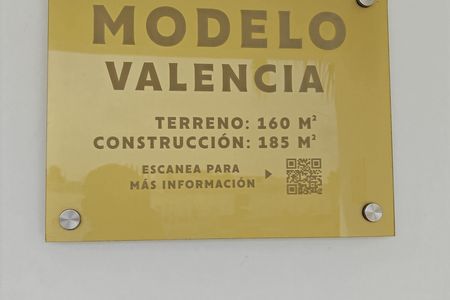 MODELO
VALENCIA
TERRENO: 160 M²
CONSTRUCCIÓN: 185 M²
ESCANEA PARA
MÁS INFORMACIÓN